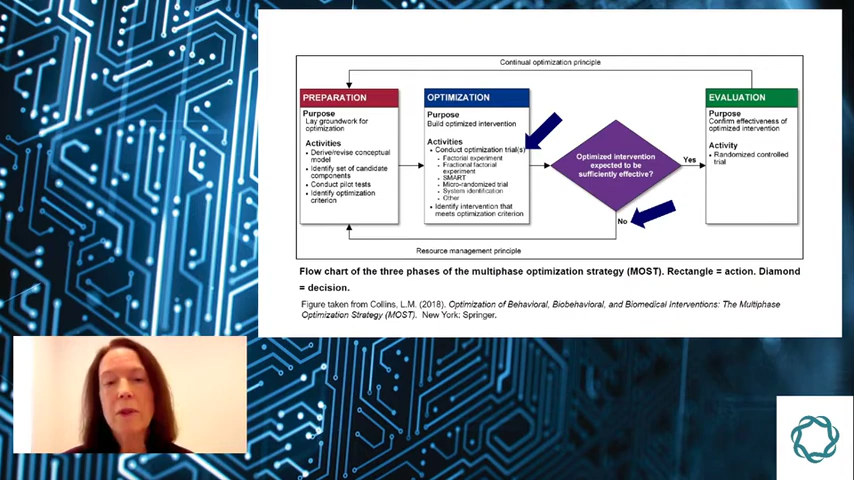 Continual optimization principle
PREPARATION
Purpose
Lay groundwork for
optimization
Activities
• Derive/revise conceptual
model
• Identify set of candidate
components
• Conduct pilot tests
• Identify optimization
criterion
OPTIMIZATION
Purpose
Build optimized intervention
Activities
• Conduct optimization trial(s)
• Factorial experiment
• Fractional factorial
experiment
• SMART
• Micro-randomized trial
• System identification
• Other
• Identify intervention that
meets optimization criterion
Optimized intervention
expected to be
sufficiently effective?
Yes
No
EVALUATION
Purpose
Confirm effectiveness of
optimized intervention
Activity
• Randomized controlled
trial
Resource management principle
Flow chart of the three phases of the multiphase optimization strategy (MOST). Rectangle = action. Diamond
= decision.
Figure taken from Collins, L.M. (2018). Optimization of Behavioral, Biobehavioral, and Biomedical Interventions: The Multiphase
Optimization Strategy (MOST). New York: Springer.